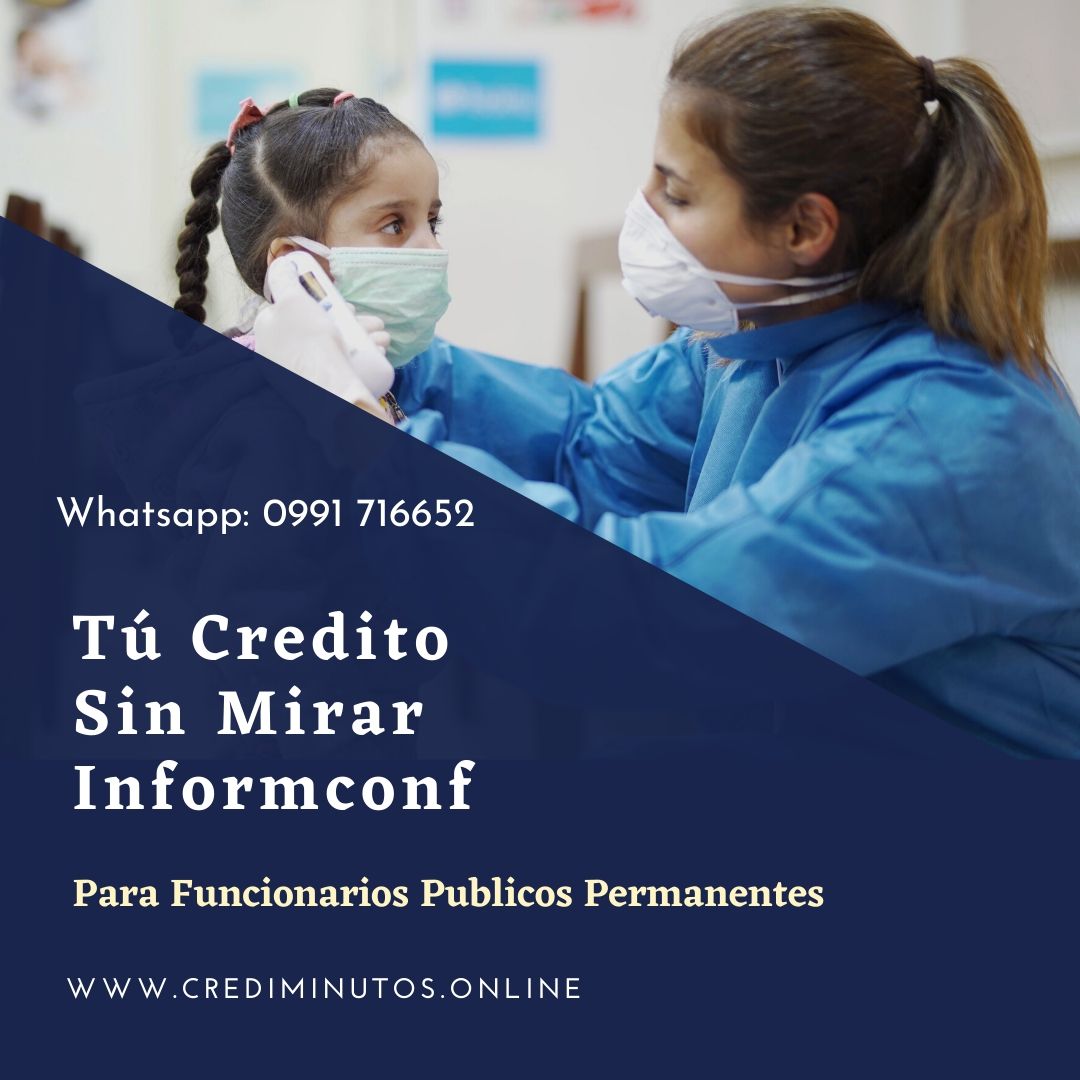 Whatsapp: 0991 716652
Tú Credito
Sin Mirar
Informconf
Para Funcionarios Publicos Permanentes
WWW.CREDIMINUTOS.ONLINE